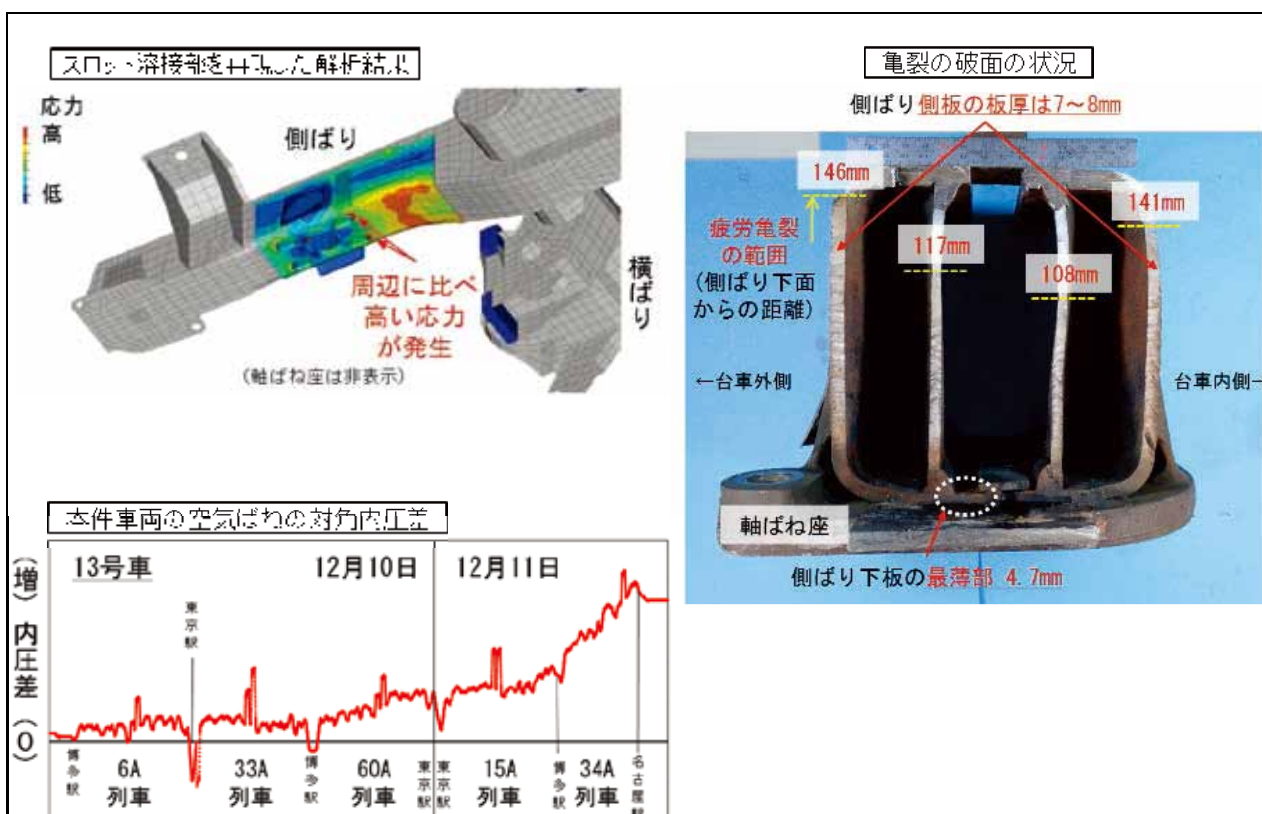 スロット溶接部を再現した解析結果
応力
高
低
側ばり
横ばり
周辺に比べ
高い応力
が発生
(軸ばね座は非表示)
亀裂の破面の状況
側ばり側板の板厚は7～8mm
146mm
141mm
疲労亀裂
の範囲
(側ばり下面
からの距離)
117mm
108mm
←台車外側
台車内側→
軸ばね座
側ばり下板の最薄部 4.7mm
本件車両の空気ばねの対角内圧差
(増) 内圧差 (0)
13号車
12月10日
12月11日
東京駅
博多駅
6A
列車
33A
列車
博多駅
60A
列車
東京駅
東京駅
15A
列車
博多駅
34A
列車
名古屋駅